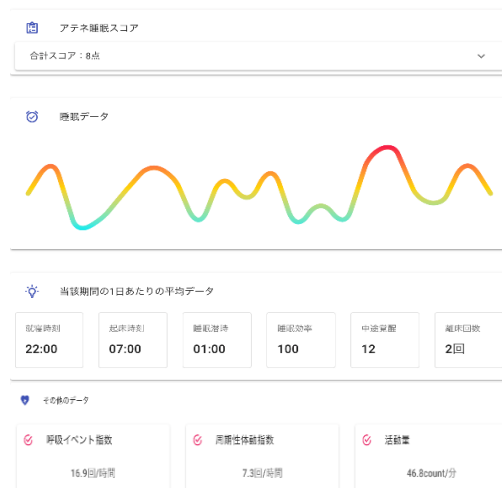 アテネ睡眠スコア
合計スコア：8点
睡眠データ
当該期間の1日あたりの平均データ
就寝時刻 起床時刻 睡眠潜時 睡眠効率 中途覚醒 離床回数
22:00 07:00 01:00 100 12 2回
その他のデータ
呼吸イベント指数 周期性体動指数 活動量
16.9回/時間 7.3回/時間 46.8count/分